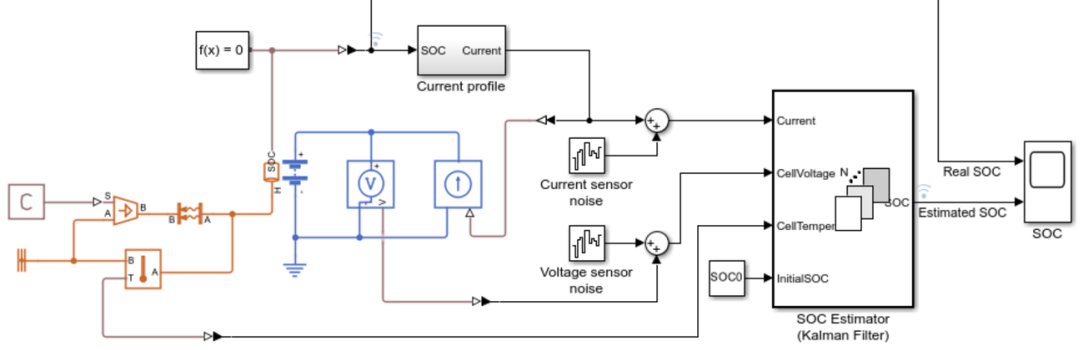 f(x) = 0
SOC
Current
Current profile
SOC
H
+
-
+
V
V
-
C
S
A
B
B
A
B
T
A
Current sensor
noise
Voltage sensor
noise
SOC0
Current
CellVoltage
CellTemper
InitialSOC
N
SOC
SOC Estimator
(Kalman Filter)
Real SOC
Estimated SOC
SOC